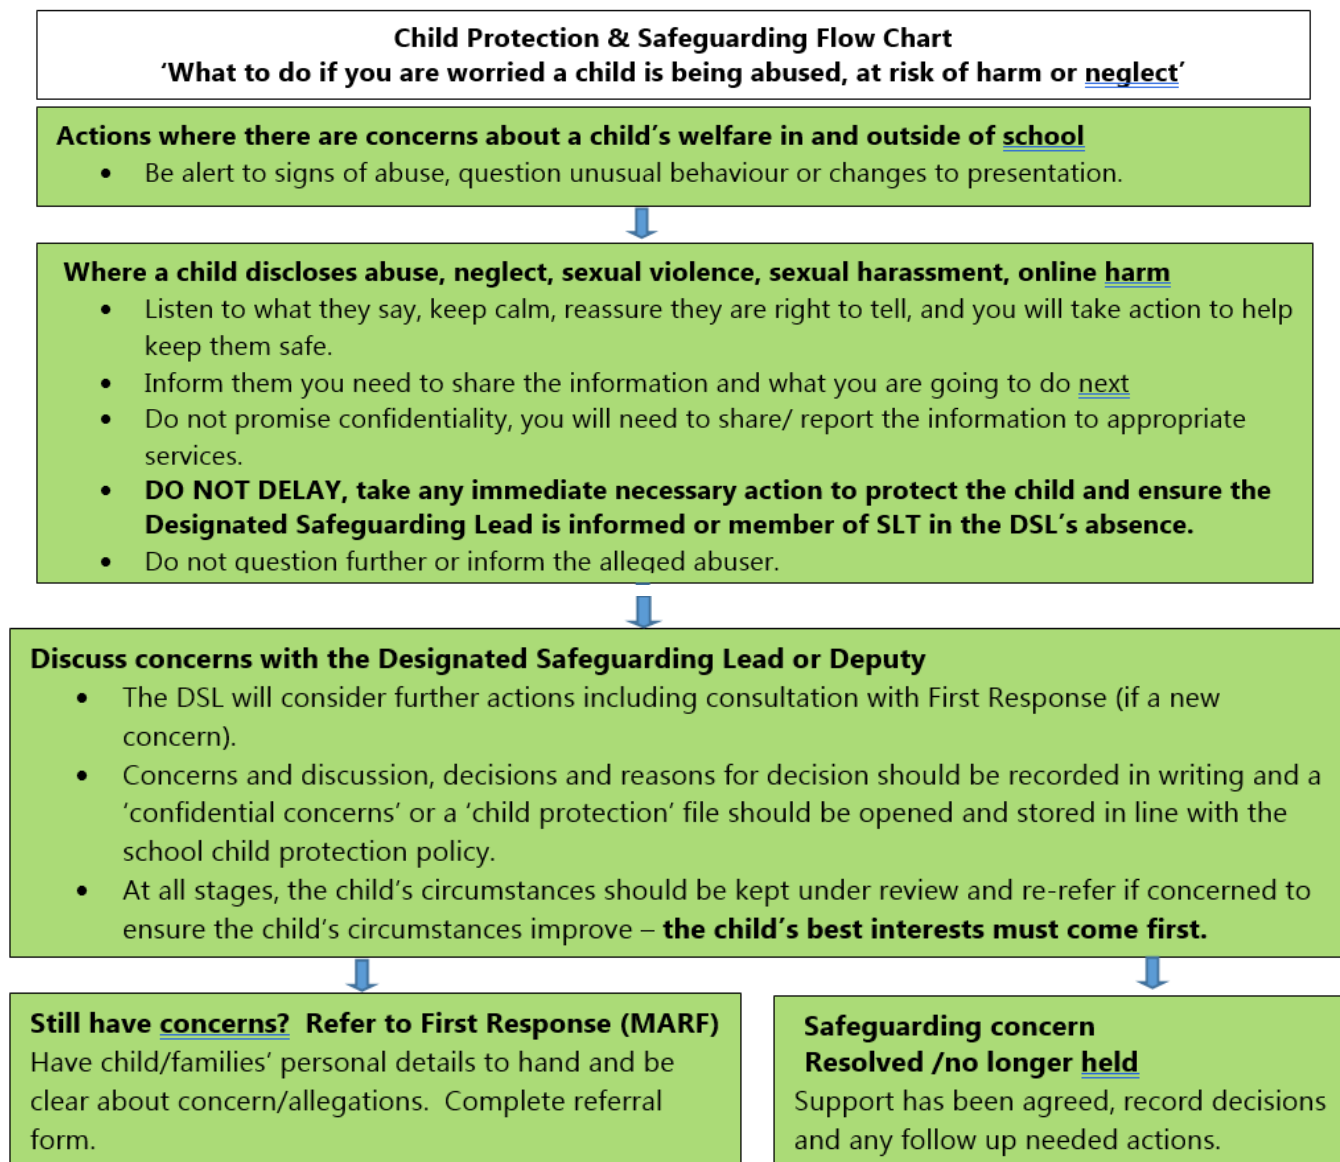 Child Protection & Safeguarding Flow Chart
‘What to do if you are worried a child is being abused, at risk of harm or neglect’
Actions where there are concerns about a child’s welfare in and outside of school
• Be alert to signs of abuse, question unusual behaviour or changes to presentation.
Where a child discloses abuse, neglect, sexual violence, sexual harassment, online harm
• Listen to what they say, keep calm, reassure they are right to tell, and you will take action to help
keep them safe.
• Inform them you need to share the information and what you are going to do next
• Do not promise confidentiality, you will need to share/ report the information to appropriate
services.
• DO NOT DELAY, take any immediate necessary action to protect the child and ensure the
Designated Safeguarding Lead is informed or member of SLT in the DSL’s absence.
• Do not question further or inform the alleged abuser.
Discuss concerns with the Designated Safeguarding Lead or Deputy
• The DSL will consider further actions including consultation with First Response (if a new
concern).
• Concerns and discussion, decisions and reasons for decision should be recorded in writing and a
‘confidential concerns’ or a ‘child protection’ file should be opened and stored in line with the
school child protection policy.
• At all stages, the child’s circumstances should be kept under review and re-refer if concerned to
ensure the child’s circumstances improve – the child’s best interests must come first.
Still have concerns?  Refer to First Response (MARF)
Have child/families’ personal details to hand and be
clear about concern/allegations.  Complete referral
form.
Safeguarding concern
Resolved /no longer held
Support has been agreed, record decisions
and any follow up needed actions.